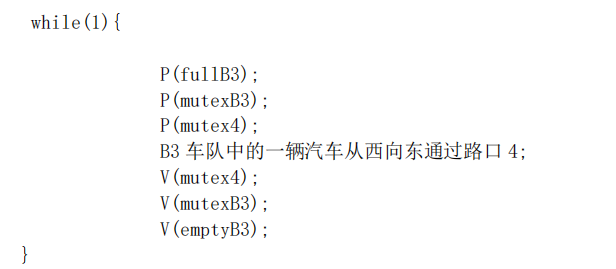 while(1){
P(fullB3);
P(mutexB3);
P(mutex4);
B3 车队中的一辆汽车从西向东通过路口 4;
V(mutex4);
V(mutexB3);
V(emptyB3);
}